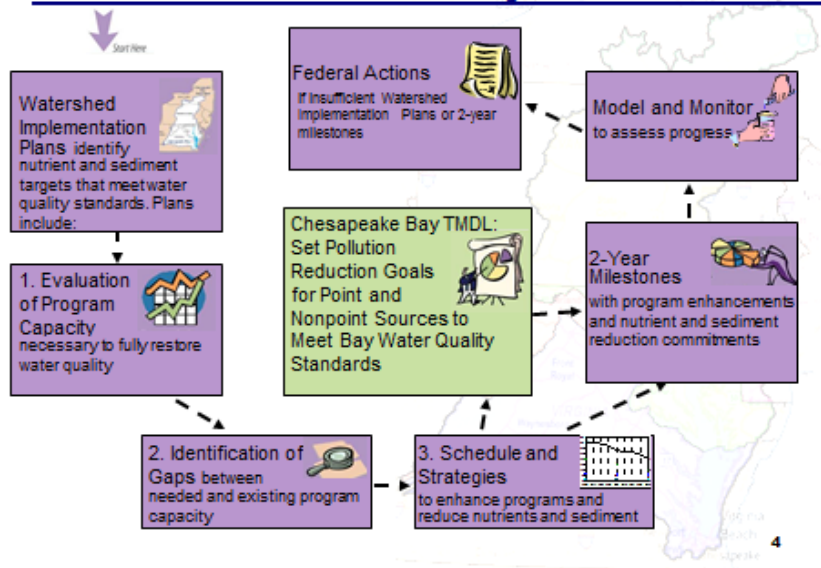 Start Here
Watershed
Implementation
Plans identify
nutrient and sediment
targets that meet water
quality standards. Plans
include:
1. Evaluation
of Program
Capacity
necessary to fully restore
water quality
2. Identification of
Gaps between
needed and existing program
capacity
3. Schedule and
Strategies
to enhance programs and
reduce nutrients and sediment
Chesapeake Bay TMDL:
Set Pollution
Reduction Goals
for Point and
Nonpoint Sources to
Meet Bay Water Quality
Standards
2-Year
Milestones
with program enhancements
and nutrient and sediment
reduction commitments
Model and Monitor
to assess progress
Federal Actions
If Insufficient Watershed
Implementation Plans or 2-year
milestones
Beach
4